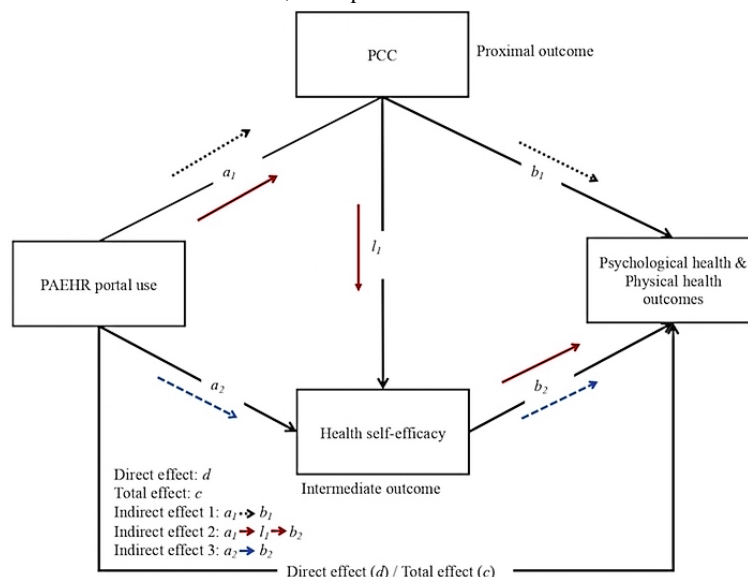 PCC
Proximal outcome
a1
b1
l1
PAEHR portal use
Psychological health &
Physical health
outcomes
a2
b2
Health self-efficacy
Intermediate outcome
Direct effect: d
Total effect: c
Indirect effect 1: a1 b1
Indirect effect 2: a1 l1 b2
Indirect effect 3: a2 b2
Direct effect (d) / Total effect (c)